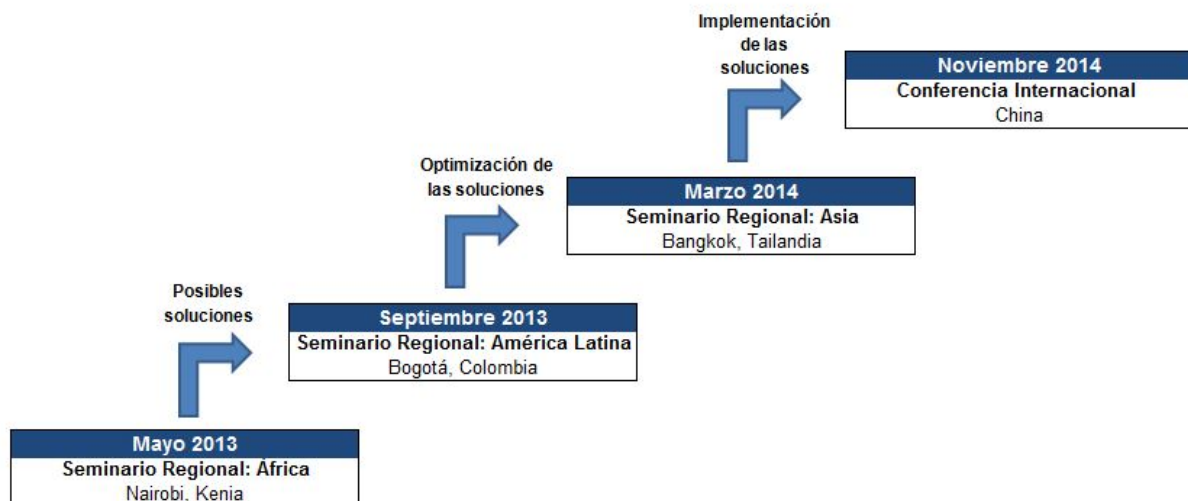 Implementación
de las
soluciones
Noviembre 2014
Conferencia Internacional
China
Optimización de
las soluciones
Marzo 2014
Seminario Regional: Asia
Bangkok, Tailandia
Posibles
soluciones
Septiembre 2013
Seminario Regional: América Latina
Bogotá, Colombia
Mayo 2013
Seminario Regional: África
Nairobi, Kenia